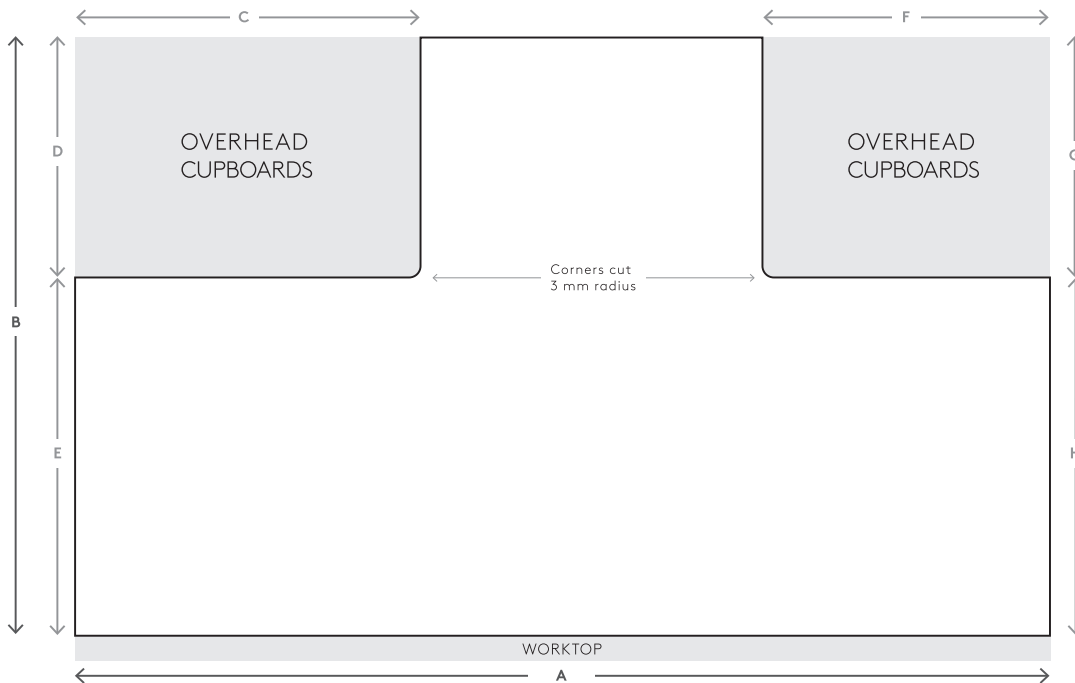 C
F
OVERHEAD
CUPBOARDS
OVERHEAD
CUPBOARDS
D
Corners cut
3 mm radius
B
E
WORKTOP
A